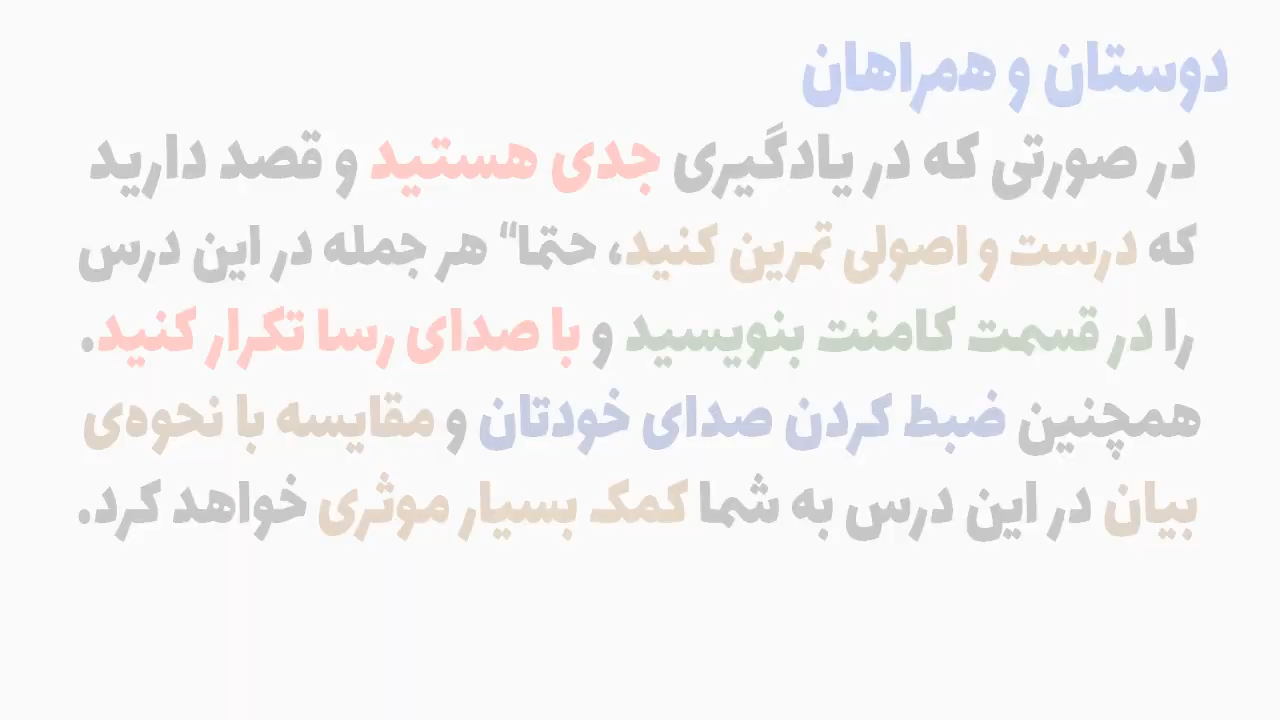 دوستان و همراهان
در صورتی که در یادگیری جدی هستید و قصد دارید
که درست و اصولی تمرین کنید، حتما" هر جمله در این درس
را در قسمت کامنت بنویسید و با صدای رسا تکرار کنید.
همچنین ضبط کردن صدای خودتان و مقایسه با نحوه‌ی
بیان در این درس به شما کمک بسیار موثری خواهد کرد.